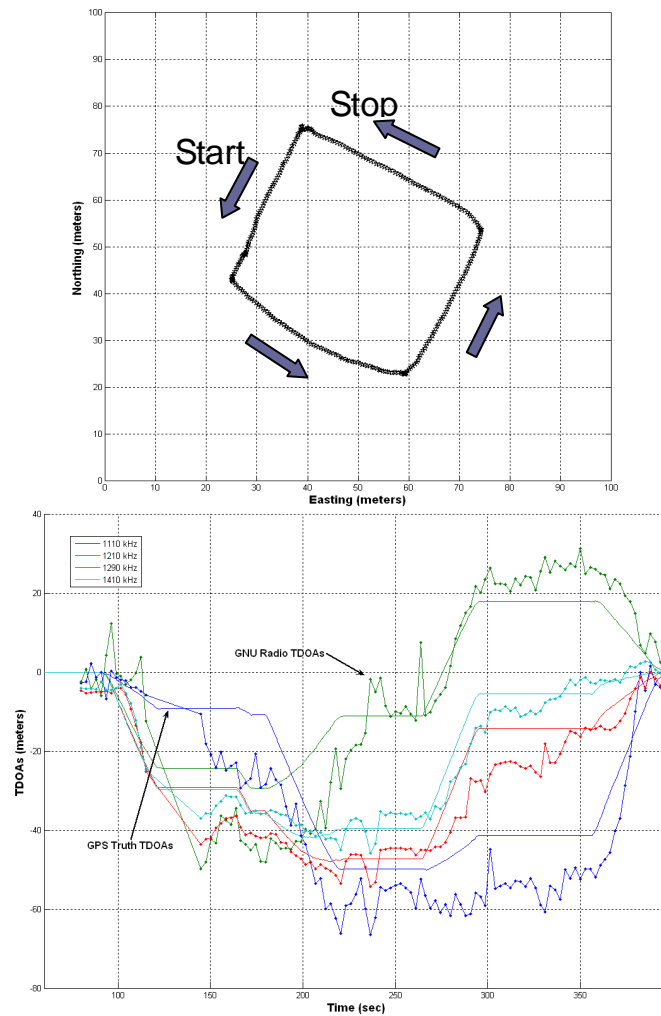 100
90
80
70
60
50
40
30
20
10
0
Northing (meters)
Start
Stop
0 10 20 30 40 50 60 70 80 90 100
Easting (meters)
40
20
0
-20
-40
-60
-80
TDOAs (meters)
1110 kHz
1210 kHz
1290 kHz
1410 kHz
GNU Radio TDOAs
GPS Truth TDOAs
100 150 200 250 300 350
Time (sec)